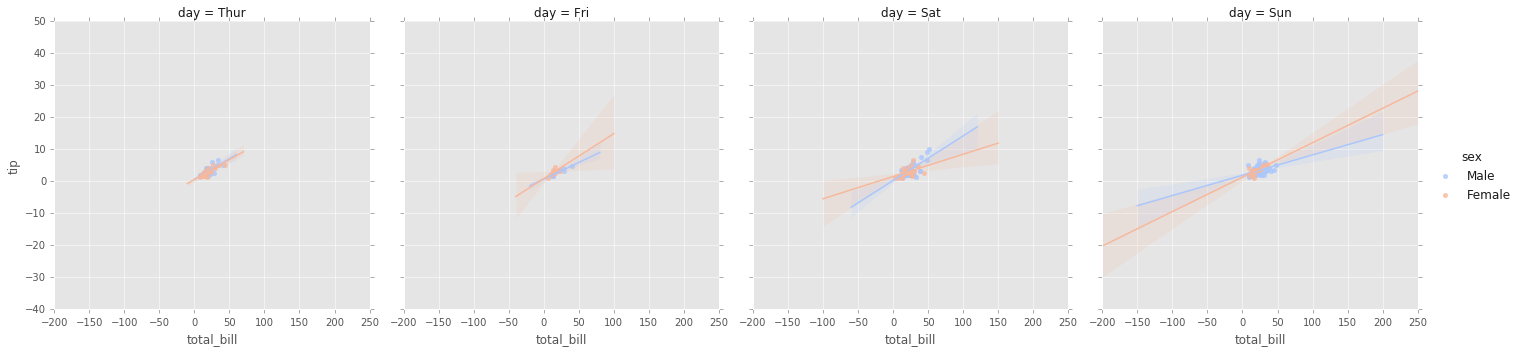 day = Thur
day = Fri
day = Sat
day = Sun
50
40
30
20
10
0
−10
−20
−30
−40
tip
−200 −150 −100 −50 0 50 100 150 200 250
−200 −150 −100 −50 0 50 100 150 200 250
−200 −150 −100 −50 0 50 100 150 200 250
−200 −150 −100 −50 0 50 100 150 200 250
total_bill
total_bill
total_bill
total_bill
sex
Male
Female